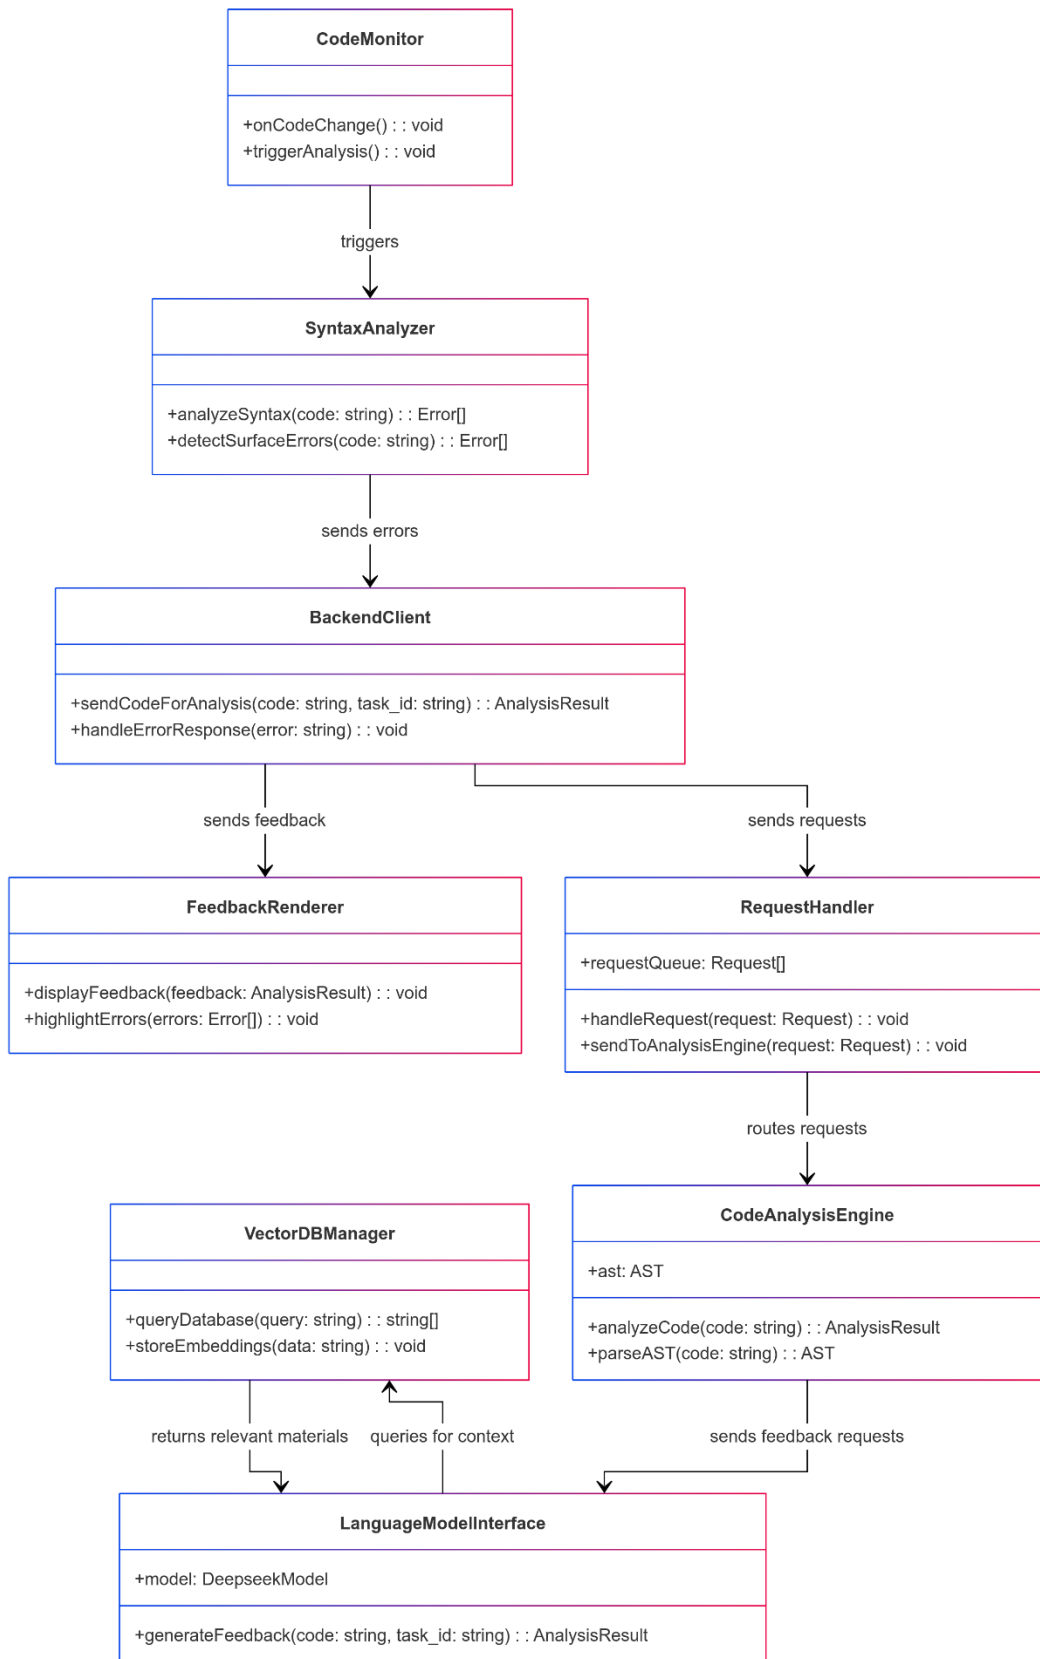 CodeMonitor
+onCodeChange() : : void
+triggerAnalysis() : : void
triggers
SyntaxAnalyzer
+analyzeSyntax(code: string) : : Error[]
+detectSurfaceErrors(code: string) : : Error[]
sends errors
BackendClient
+sendCodeForAnalysis(code: string, task_id: string) : : AnalysisResult
+handleErrorResponse(error: string) : : void
sends feedback
sends requests
FeedbackRenderer
+displayFeedback(feedback: AnalysisResult) : : void
+highlightErrors(errors: Error[]) : : void
RequestHandler
+requestQueue: Request[]
+handleRequest(request: Request) : : void
+sendToAnalysisEngine(request: Request) : : void
routes requests
VectorDBManager
+queryDatabase(query: string) : : string[]
+storeEmbeddings(data: string) : : void
CodeAnalysisEngine
+ast: AST
+analyzeCode(code: string) : : AnalysisResult
+parseAST(code: string) : : AST
returns relevant materials
queries for context
sends feedback requests
LanguageModelInterface
+model: DeepseekModel
+generateFeedback(code: string, task_id: string) : : AnalysisResult